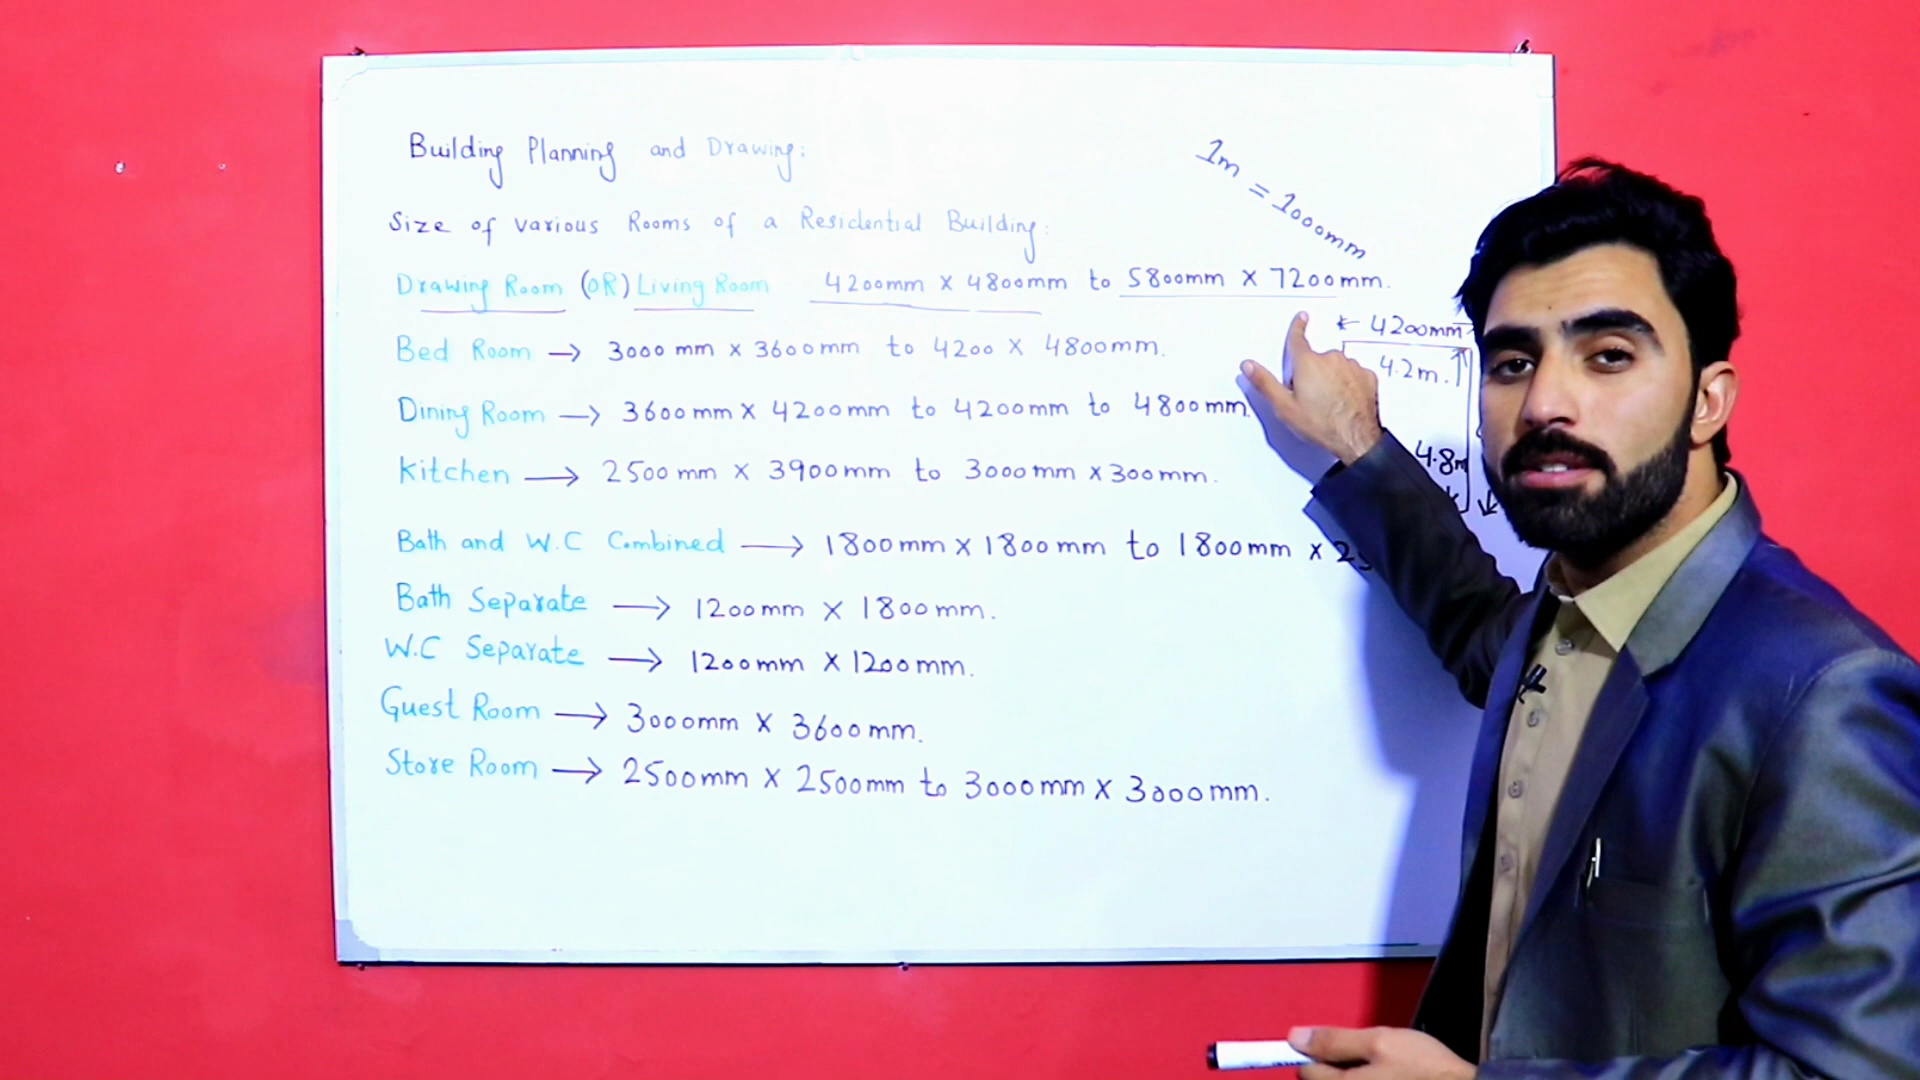 Building Planning and Drawing:
1m = 1000mm
Size of various Rooms of a Residential Building:
Drawing Room (OR) Living Room 4200mm X 4800mm to 5800mm X 7200mm.
4200mm
4.2m.
4.8m
Bed Room → 3000 mm x 3600mm to 4200 X 4800mm.
Dining Room → 3600mm X 4200mm to 4200mm to 4800mm
Kitchen → 2500 mm X 3900mm to 3000mm x 300mm.
Bath and W.C Combined → 1800mm X 1800mm to 1800mm x
Bath Separate → 1200mm X 1800mm.
W.C Separate → 1200mm X 1200mm.
Guest Room → 3000mm X 3600mm.
Store Room → 2500mm X 2500mm to 3000mm X 3000mm.